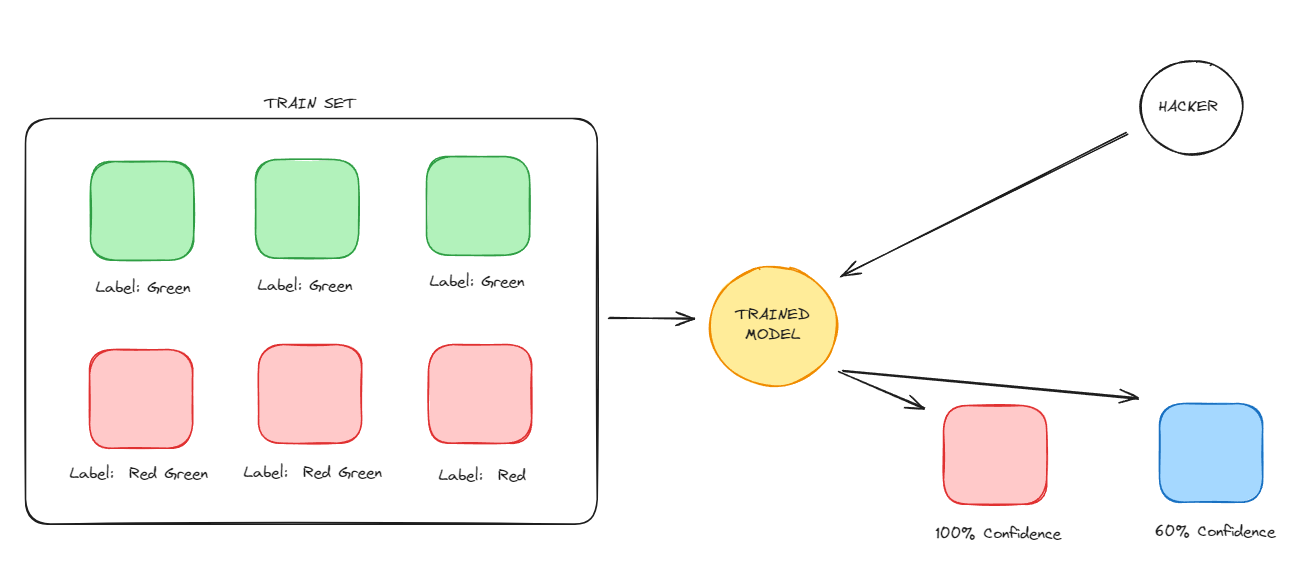 HACKER
TRAIN SET
Label: Green
Label: Green
Label: Green
TRAINED
MODEL
Label: Red Green
Label: Red Green
Label: Red
100% Confidence
60% Confidence